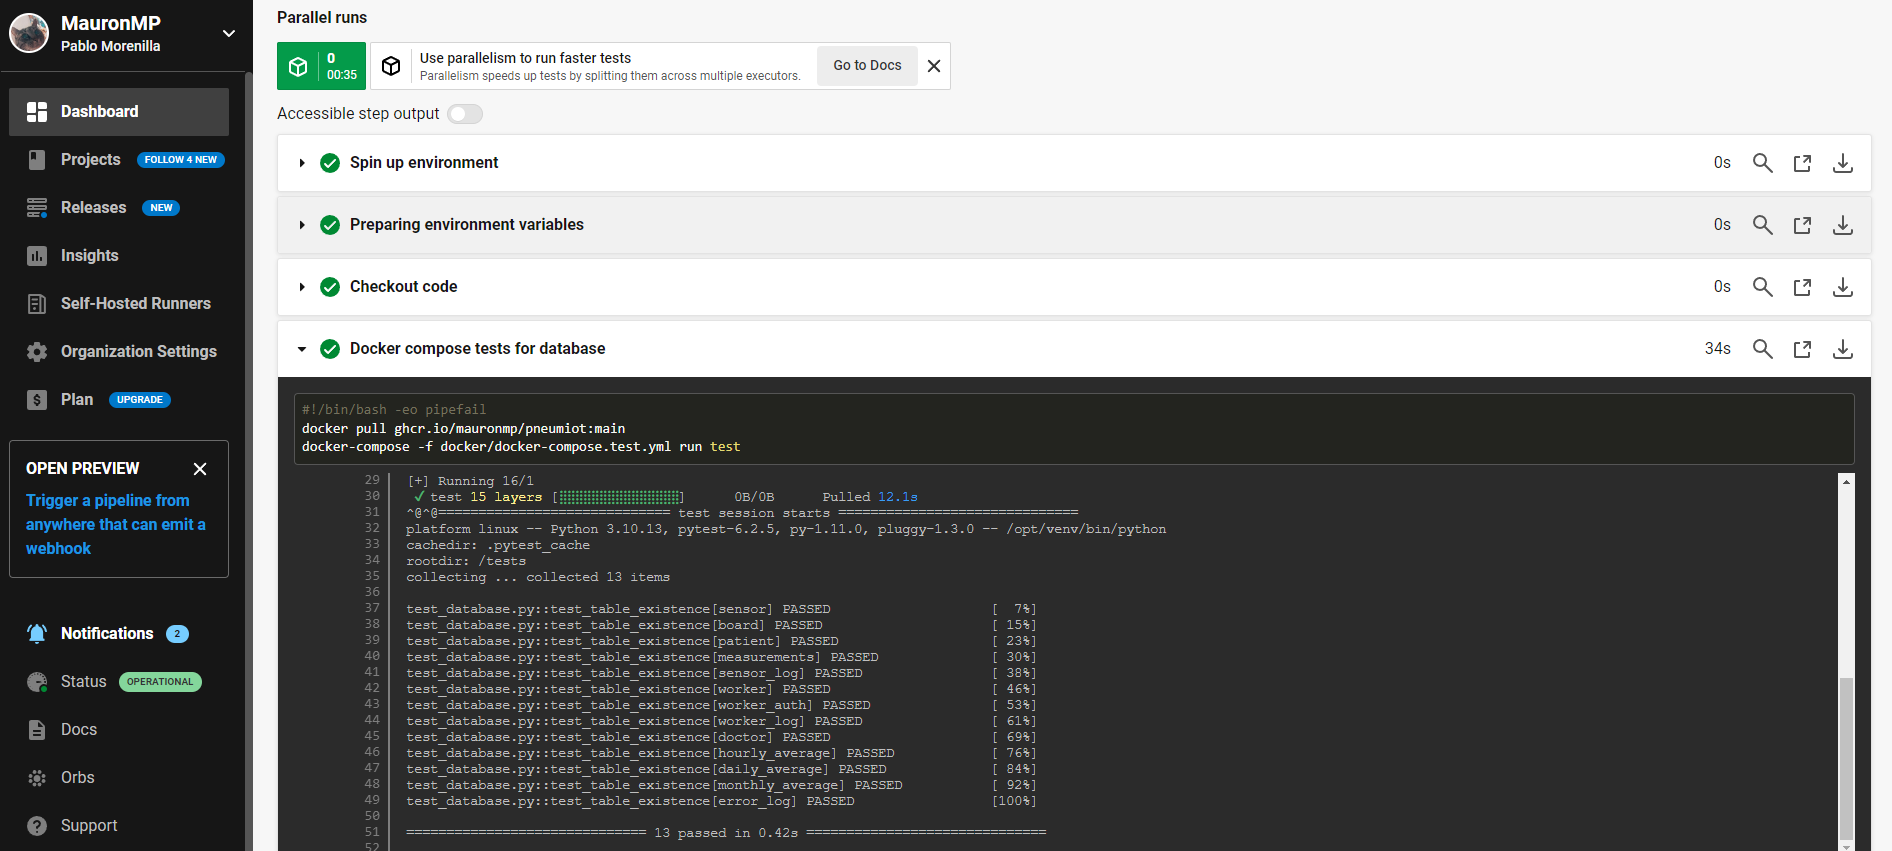 MauronMP
Pablo Morenilla
Dashboard
Projects FOLLOW 4 NEW
Releases NEW
Insights
Self-Hosted Runners
Organization Settings
Plan UPGRADE
OPEN PREVIEW
Trigger a pipeline from
anywhere that can emit a
webhook
Notifications 2
Status OPERATIONAL
Docs
Orbs
Support
Parallel runs
0
00:35
Use parallelism to run faster tests
Parallelism speeds up tests by splitting them across multiple executors.
Go to Docs
Accessible step output
Spin up environment 0s
Preparing environment variables 0s
Checkout code 0s
Docker compose tests for database 34s
#!/bin/bash -eo pipefail
docker pull ghcr.io/mauronmp/pneumiot:main
docker-compose -f docker/docker-compose.test.yml run test
29 [+] Running 16/1
30 ✓ test 15 layers [⣿⣿⣿⣿⣿⣿⣿⣿⣿⣿⣿⣿⣿⣿⣿] 0B/0B Pulled 12.1s
31 ^@^@============================= test session starts ==============================
32 platform linux -- Python 3.10.13, pytest-6.2.5, py-1.11.0, pluggy-1.3.0 -- /opt/venv/bin/python
33 cachedir: .pytest_cache
34 rootdir: /tests
35 collecting ... collected 13 items
36
37 test_database.py::test_table_existence[sensor] PASSED [ 7%]
38 test_database.py::test_table_existence[board] PASSED [ 15%]
39 test_database.py::test_table_existence[patient] PASSED [ 23%]
40 test_database.py::test_table_existence[measurements] PASSED [ 30%]
41 test_database.py::test_table_existence[sensor_log] PASSED [ 38%]
42 test_database.py::test_table_existence[worker] PASSED [ 46%]
43 test_database.py::test_table_existence[worker_auth] PASSED [ 53%]
44 test_database.py::test_table_existence[worker_log] PASSED [ 61%]
45 test_database.py::test_table_existence[doctor] PASSED [ 69%]
46 test_database.py::test_table_existence[hourly_average] PASSED [ 76%]
47 test_database.py::test_table_existence[daily_average] PASSED [ 84%]
48 test_database.py::test_table_existence[monthly_average] PASSED [ 92%]
49 test_database.py::test_table_existence[error_log] PASSED [100%]
50
51 ============================== 13 passed in 0.42s ==============================
52